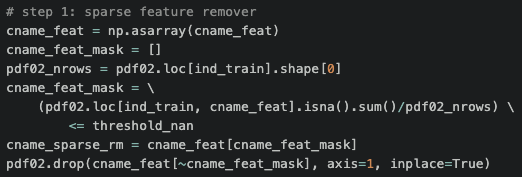 # step 1: sparse feature remover
cname_feat = np.asarray(cname_feat)
cname_feat_mask = []
pdf02_nrows = pdf02.loc[ind_train].shape[0]
cname_feat_mask = \
    (pdf02.loc[ind_train, cname_feat].isna().sum()/pdf02_nrows) \
        <= threshold_nan
cname_sparse_rm = cname_feat[cname_feat_mask]
pdf02.drop(cname_feat[~cname_feat_mask], axis=1, inplace=True)